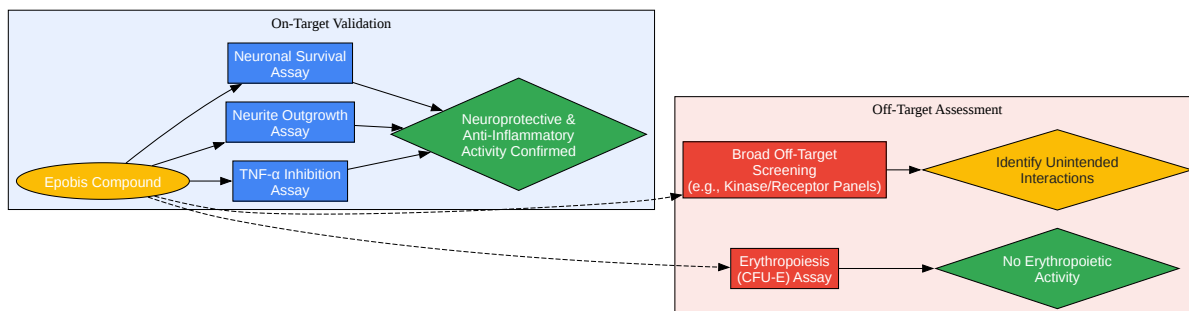 On-Target Validation
Neuronal Survival
Assay
Neurite Outgrowth
Assay
TNF-α Inhibition
Assay
Epobis Compound
Neuroprotective &
Anti-Inflammatory
Activity Confirmed
Off-Target Assessment
Broad Off-Target
Screening
(e.g., Kinase/Receptor Panels)
Identify Unintended
Interactions
Erythropoiesis
(CFU-E) Assay
No Erythropoietic
Activity